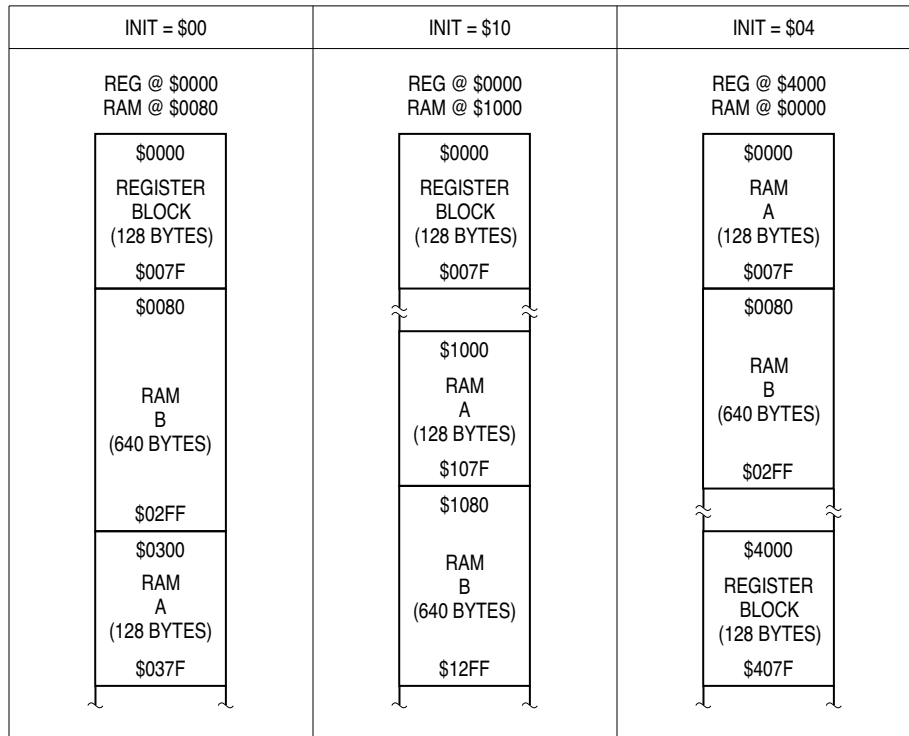 INIT = $00
REG @ $0000
RAM @ $0080
$0000
REGISTER
BLOCK
(128 BYTES)
$007F
$0080
RAM
B
(640 BYTES)
$02FF
$0300
RAM
A
(128 BYTES)
$037F
INIT = $10
REG @ $0000
RAM @ $1000
$0000
REGISTER
BLOCK
(128 BYTES)
$007F
$1000
RAM
A
(128 BYTES)
$107F
$1080
RAM
B
(640 BYTES)
$12FF
INIT = $04
REG @ $4000
RAM @ $0000
$0000
RAM
A
(128 BYTES)
$007F
$0080
RAM
B
(640 BYTES)
$02FF
$4000
REGISTER
BLOCK
(128 BYTES)
$407F